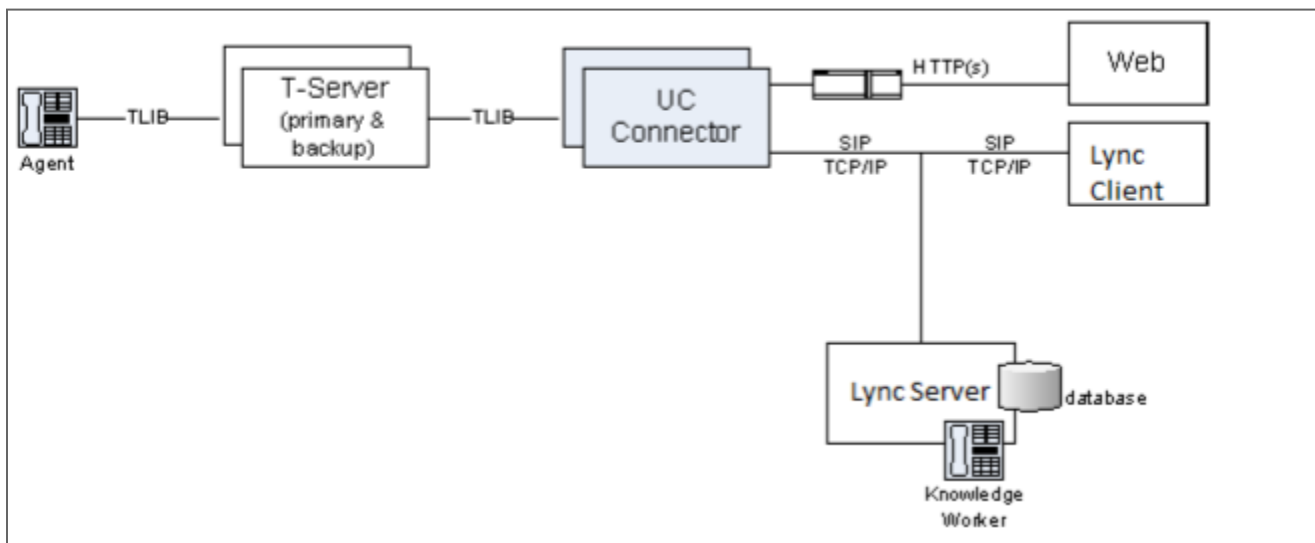 Agent
TLIB
T-Server
(primary &
backup)
TLIB
UC
Connector
HTTP(s)
Web
SIP
TCP/IP
SIP
TCP/IP
Lync
Client
Lync Server
database
Knowledge
Worker